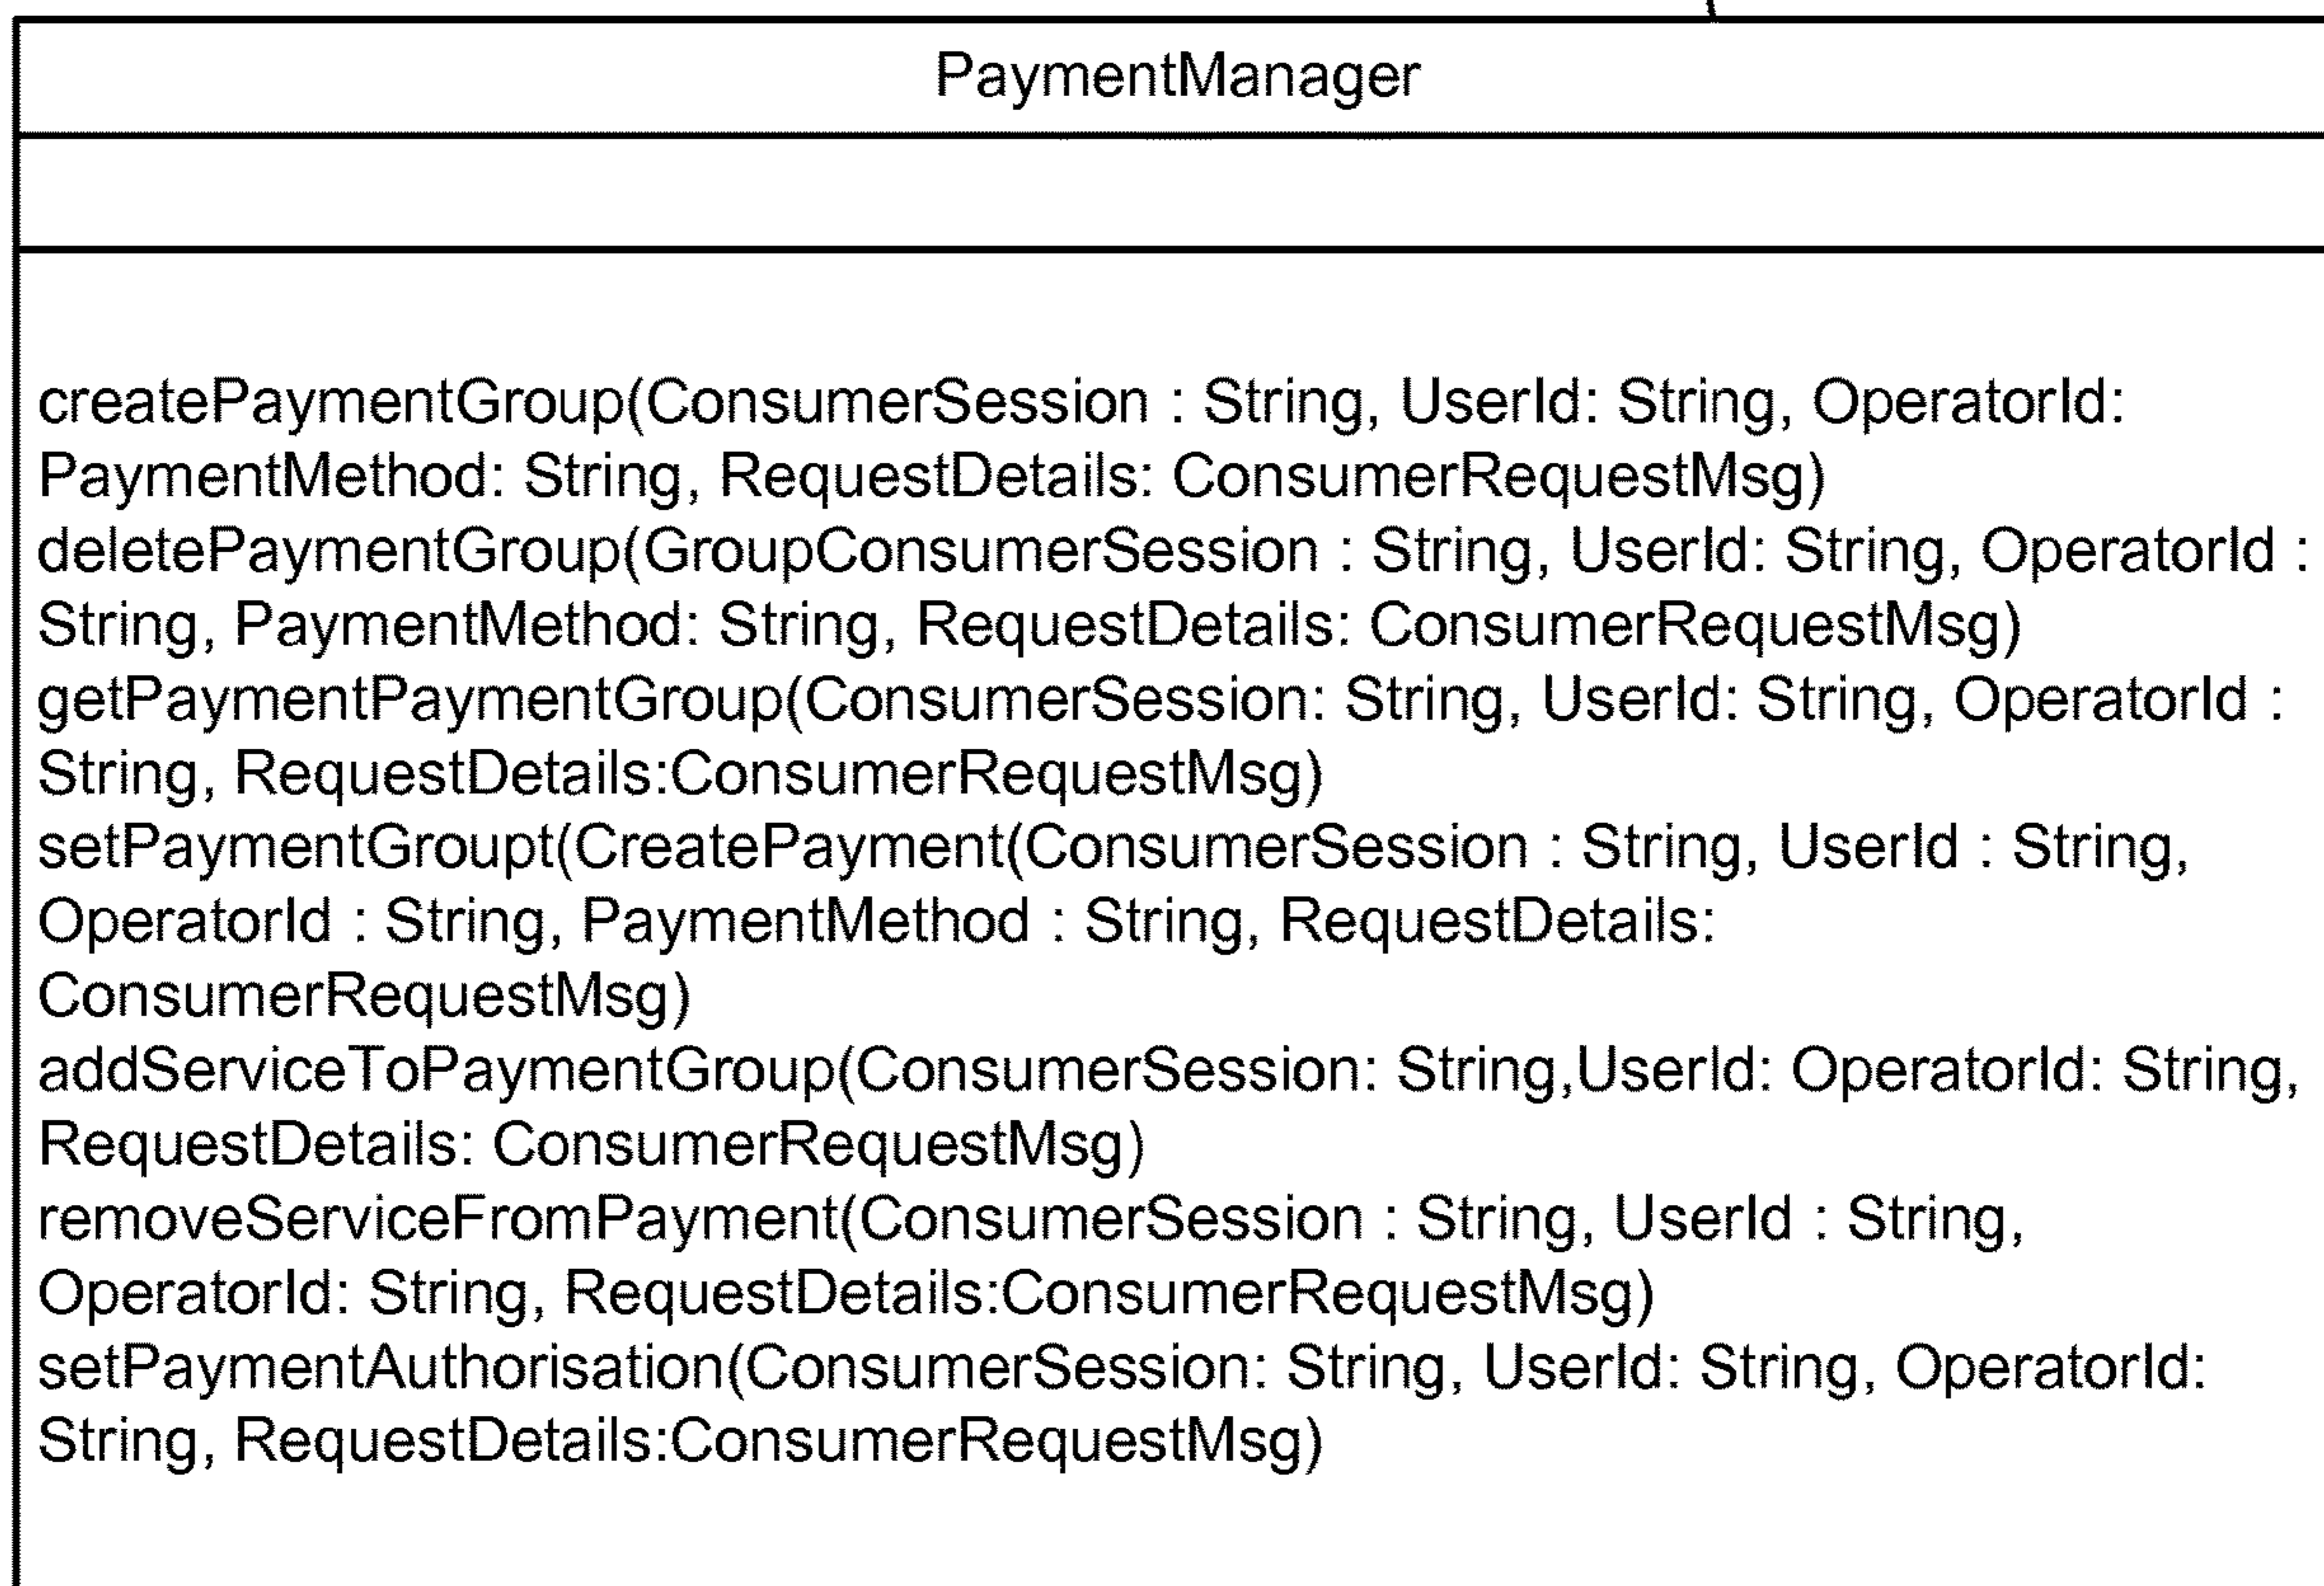 PaymentManager
createPaymentGroup(ConsumerSession : String, UserId: String, OperatorId:
PaymentMethod: String, RequestDetails: ConsumerRequestMsg)
deletePaymentGroup(GroupConsumerSession : String, UserId: String, OperatorId :
String, PaymentMethod: String, RequestDetails: ConsumerRequestMsg)
getPaymentPaymentGroup(ConsumerSession: String, UserId: String, OperatorId :
String, RequestDetails:ConsumerRequestMsg)
setPaymentGroupt(CreatePayment(ConsumerSession : String, UserId : String,
OperatorId : String, PaymentMethod : String, RequestDetails:
ConsumerRequestMsg)
addServiceToPaymentGroup(ConsumerSession: String,UserId: OperatorId: String,
RequestDetails: ConsumerRequestMsg)
removeServiceFromPayment(ConsumerSession : String, UserId : String,
OperatorId: String, RequestDetails:ConsumerRequestMsg)
setPaymentAuthorisation(ConsumerSession: String, UserId: String, OperatorId:
String, RequestDetails:ConsumerRequestMsg)